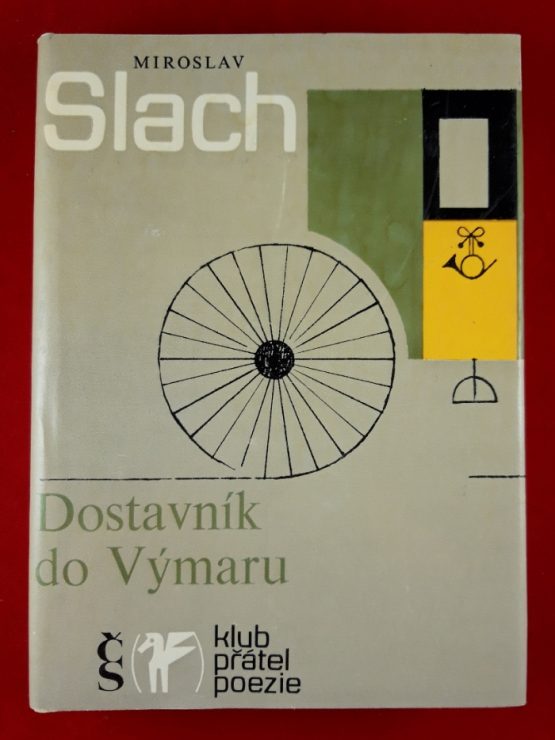 MIROSLAV
Slach
Dostavník
do Výmaru
ČS
klub
přátel
poezie